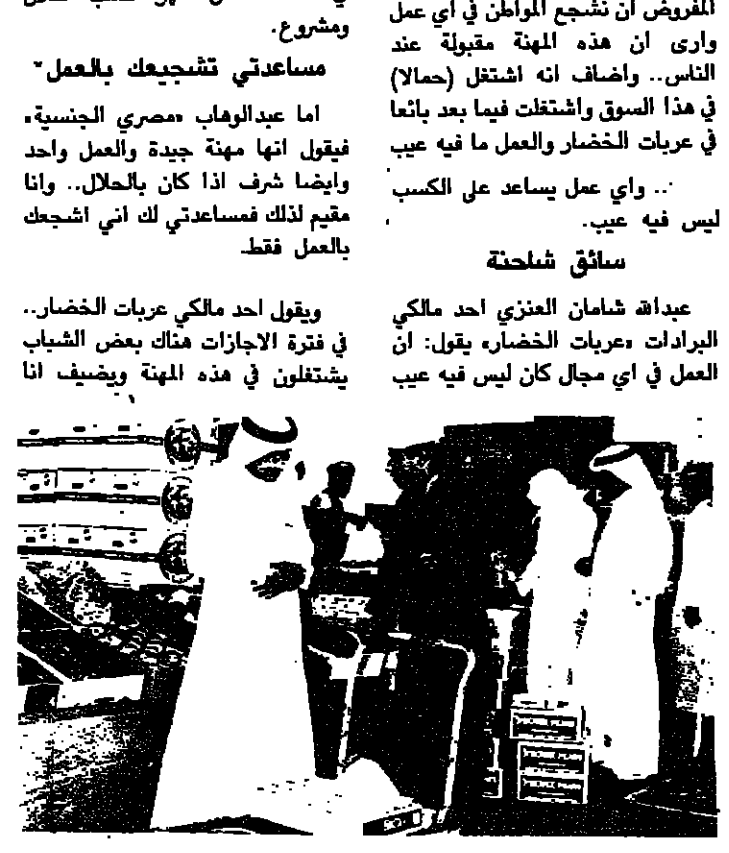 المفروض ان نشجع المواطن في اي عمل
وارى ان هذه المهنة مقبولة عند
الناس.. واضاف انه اشتغل (حمالا)
في هذا السوق واشتغلت فيما بعد بائعا
في عربات الخضار والعمل ما فيه عيب
.. واي عمل يساعد على الكسب
ليس فيه عيب.
سائق شاحنة
عبدالله شامان العنزي احد مالكي
البرادات «عربات الخضار» يقول: ان
العمل في اي مجال كان ليس فيه عيب
ومشروع.
مساعدتي تشجيعك بالعمل
اما عبدالوهاب «مصري الجنسية»
فيقول انها مهنة جيدة والعمل واحد
وايضا شرف اذا كان بالحلال.. وانا
مقيم لذلك فمساعدتي لك اني اشجعك
بالعمل فقط.
ويقول احد مالكي عربات الخضار..
في فترة الاجازات هناك بعض الشباب
يشتغلون في هذه المهنة ويضيف انا